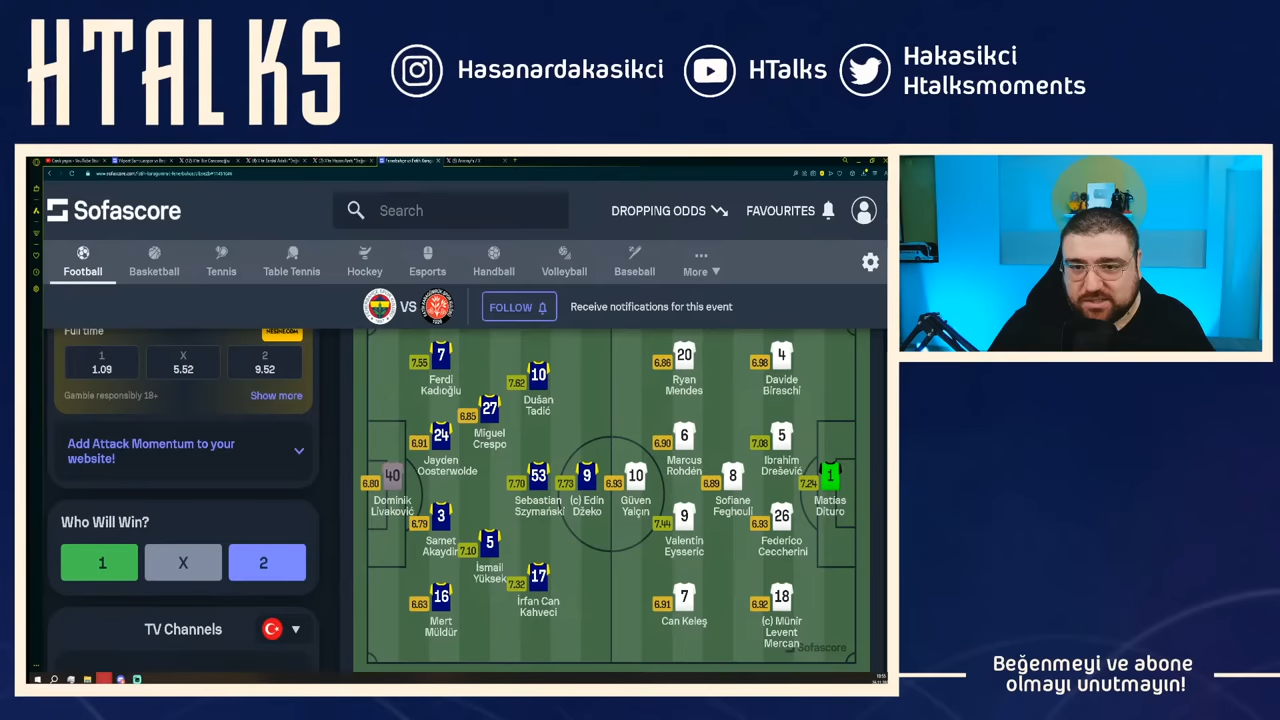 HTALKS
Hasanardakasikci
HTalks
Hakasikci
Htalksmoments
Sofascore
Search
DROPPING ODDS
FAVOURITES
Football
Basketball
Tennis
Table Tennis
Hockey
Esports
Handball
Volleyball
Baseball
More
VS
FOLLOW
Receive notifications for this event
Full time
1
1.09
X
5.52
2
9.52
Gamble responsibly 18+
Show more
Add Attack Momentum to your
website!
Who Will Win?
1
X
2
TV Channels
40
6.80
Dominik
Livaković
7
7.55
Ferdi
Kadıoğlu
24
6.91
Jayden
Oosterwolde
3
6.79
Samet
Akaydin
16
6.63
Mert
Müldür
27
6.85
Miguel
Crespo
5
7.10
İsmail
Yüksek
10
7.62
Dušan
Tadić
53
7.70
Sebastian
Szymański
17
7.32
İrfan Can
Kahveci
9
7.73
(c) Edin
Džeko
10
6.93
Güven
Yalçın
20
6.86
Ryan
Mendes
6
6.90
Marcus
Rohdén
9
7.44
Valentin
Eysseric
7
6.91
Can Keleş
8
6.89
Sofiane
Feghouli
4
6.98
Davide
Biraschi
5
7.08
Ibrahim
Drešević
26
6.93
Federico
Ceccherini
18
6.92
(c) Münir
Levent
Mercan
1
7.24
Matias
Dituro
Sofascore
Beğenmeyi ve abone
olmayı unutmayın!